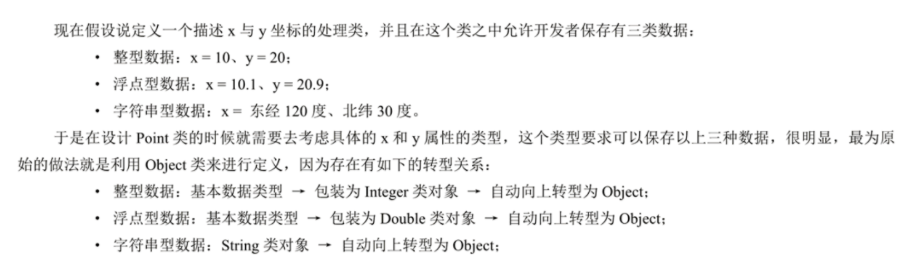 现在假设说定义一个描述 x 与 y 坐标的处理类，并且在这个类之中允许开发者保存有三类数据：
• 整型数据：x = 10、y = 20；
• 浮点型数据：x = 10.1、y = 20.9；
• 字符串型数据：x = 东经 120 度、北纬 30 度。
于是在设计 Point 类的时候就需要去考虑具体的 x 和 y 属性的类型，这个类型要求可以保存以上三种数据，很明显，最为原
始的做法就是利用 Object 类来进行定义，因为存在有如下的转型关系：
• 整型数据：基本数据类型 → 包装为 Integer 类对象 → 自动向上转型为 Object；
• 浮点型数据：基本数据类型 → 包装为 Double 类对象 → 自动向上转型为 Object；
• 字符串型数据：String 类对象 → 自动向上转型为 Object；